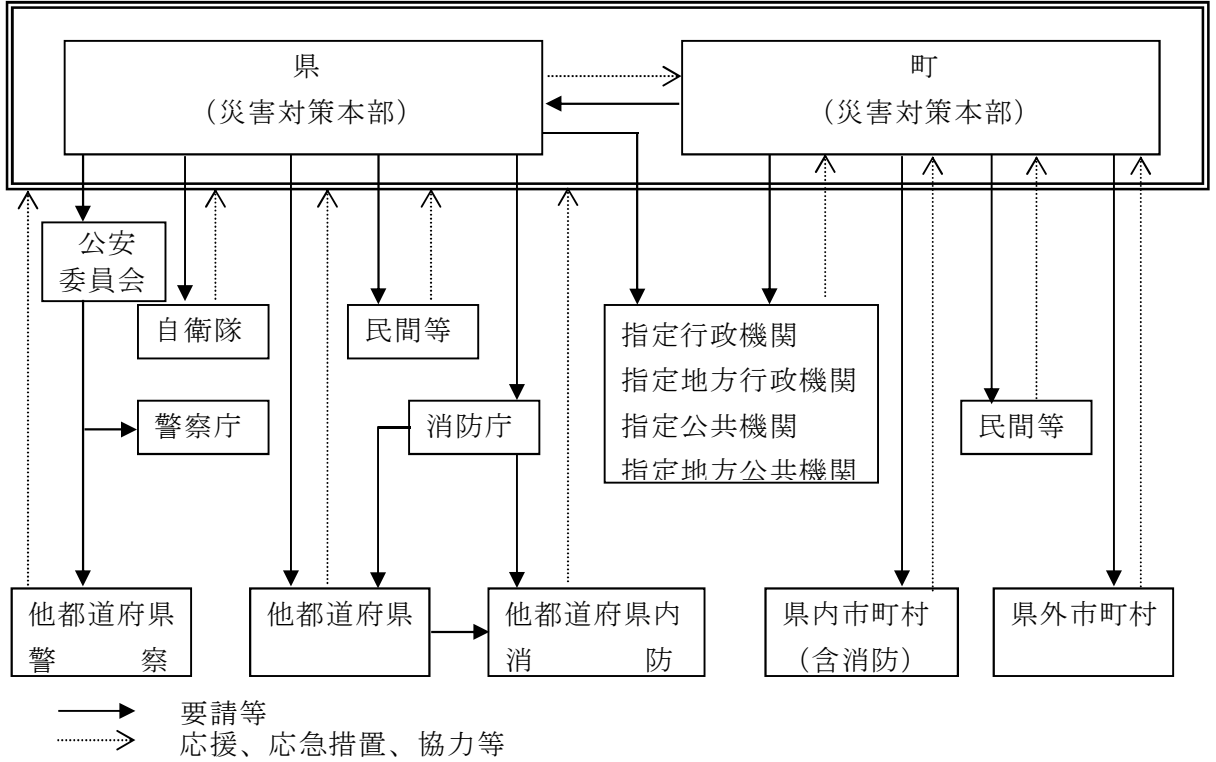 県
（災害対策本部）
町
（災害対策本部）
公安
委員会
自衛隊
民間等
指定行政機関
指定地方行政機関
指定公共機関
指定地方公共機関
警察庁
消防庁
民間等
他都道府県
警　　　察
他都道府県
他都道府県内
消　　　　防
県内市町村
（含消防）
県外市町村
要請等
応援、応急措置、協力等